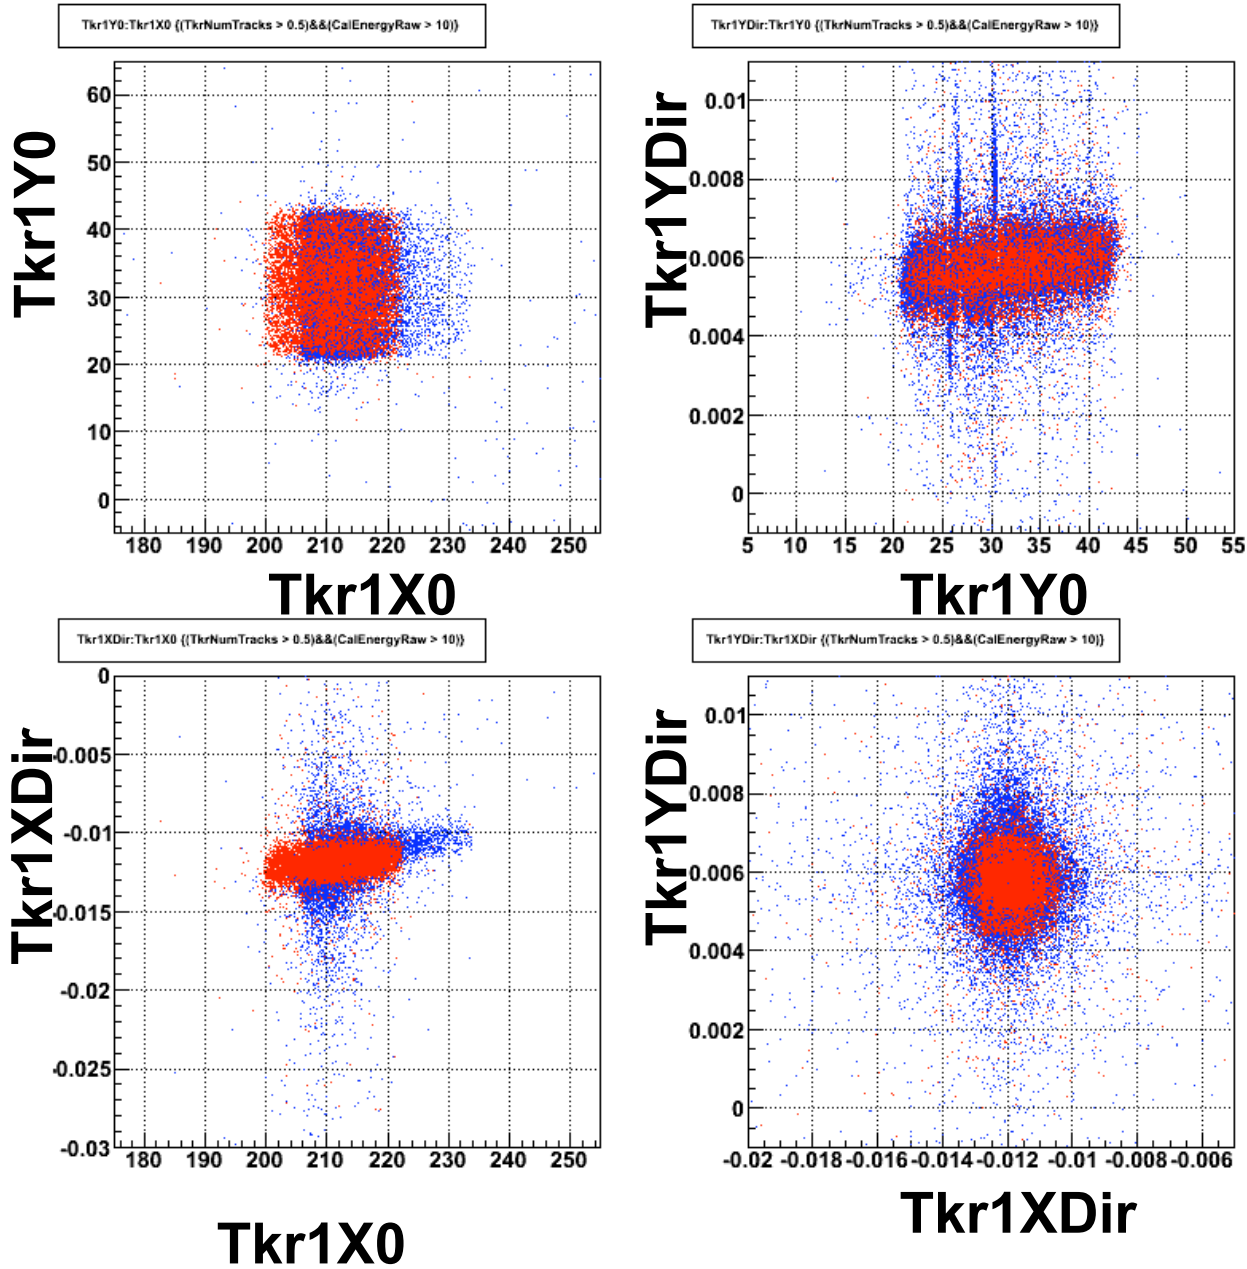 Tkr1Y0:Tkr1X0 {(TkrNumTracks > 0.5)&&(CalEnergyRaw > 10)}
Tkr1Y0
60
50
40
30
20
10
0
180 190 200 210 220 230 240 250
Tkr1X0
Tkr1YDir:Tkr1Y0 {(TkrNumTracks > 0.5)&&(CalEnergyRaw > 10)}
Tkr1YDir
0.01
0.008
0.006
0.004
0.002
0
5 10 15 20 25 30 35 40 45 50 55
Tkr1Y0
Tkr1XDir:Tkr1X0 {(TkrNumTracks > 0.5)&&(CalEnergyRaw > 10)}
Tkr1XDir
0
-0.005
-0.01
-0.015
-0.02
-0.025
-0.03
180 190 200 210 220 230 240 250
Tkr1X0
Tkr1YDir:Tkr1XDir {(TkrNumTracks > 0.5)&&(CalEnergyRaw > 10)}
Tkr1YDir
0.01
0.008
0.006
0.004
0.002
0
-0.02 -0.018 -0.016 -0.014 -0.012 -0.01 -0.008 -0.006
Tkr1XDir